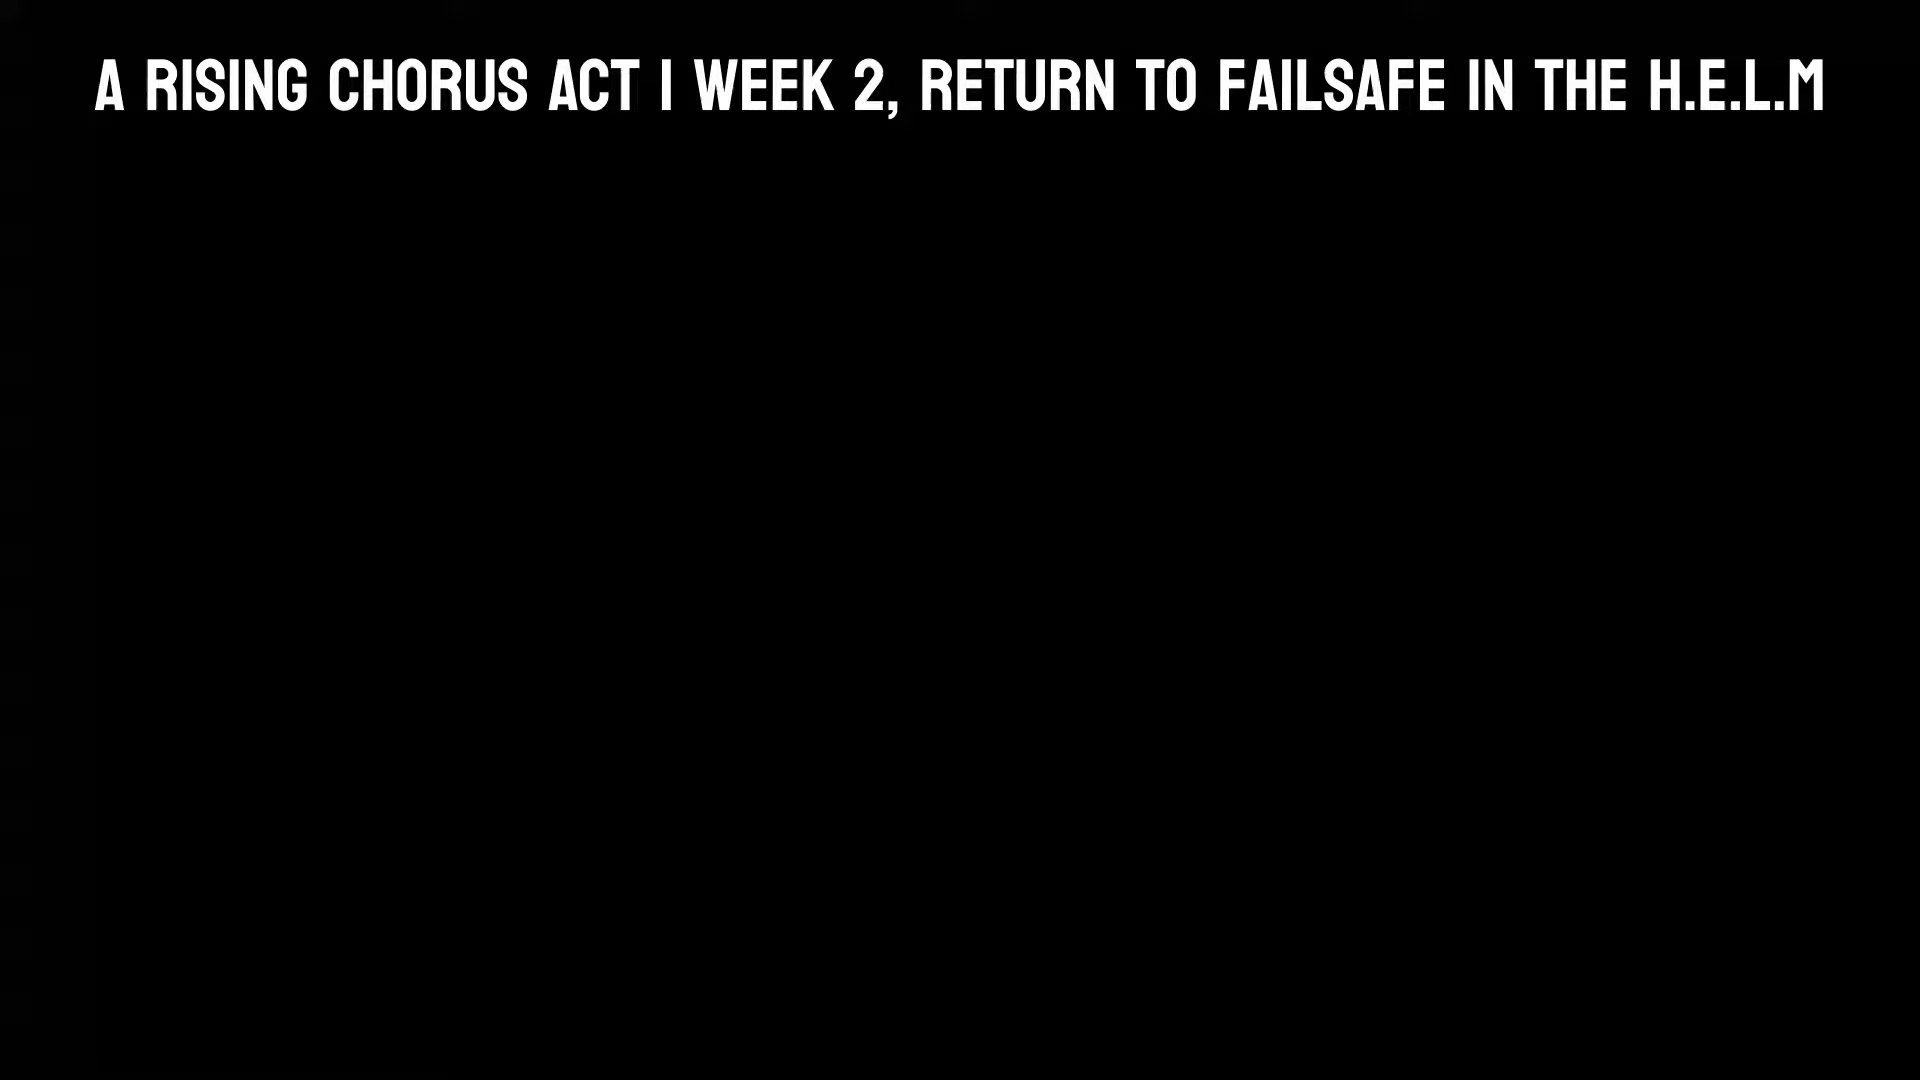 A RISING CHORUS ACT I WEEK 2, RETURN TO FAILSAFE IN THE H.E.L.M